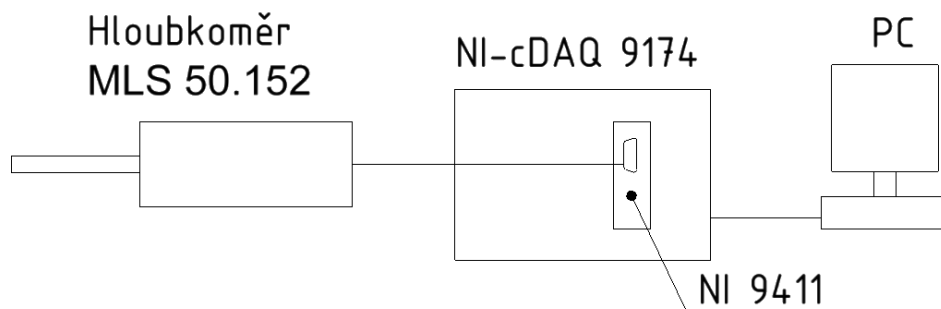 Hloubkoměr
MLS 50.152
NI-cDAQ 9174
PC
NI 9411